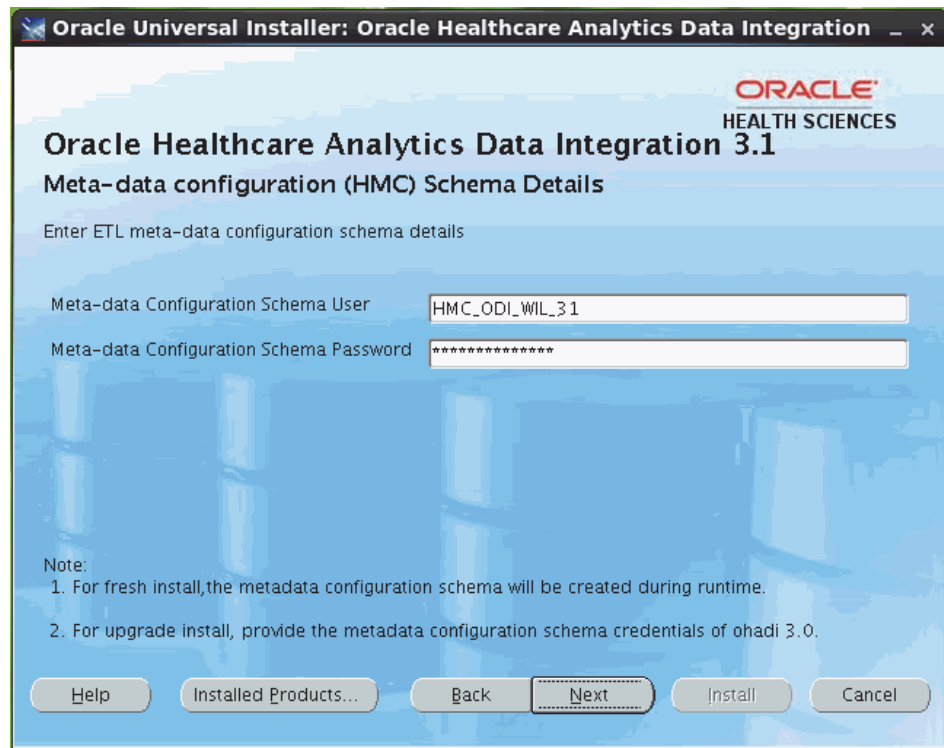 Oracle Universal Installer: Oracle Healthcare Analytics Data Integration
ORACLE
HEALTH SCIENCES
Oracle Healthcare Analytics Data Integration 3.1
Meta-data configuration (HMC) Schema Details
Enter ETL meta-data configuration schema details
Meta-data Configuration Schema User HMC_ODI_WIL_31
Meta-data Configuration Schema Password **************
Note:
1. For fresh install,the metadata configuration schema will be created during runtime.
2. For upgrade install, provide the metadata configuration schema credentials of ohadi 3.0.
Help Installed Products... Back Next Install Cancel